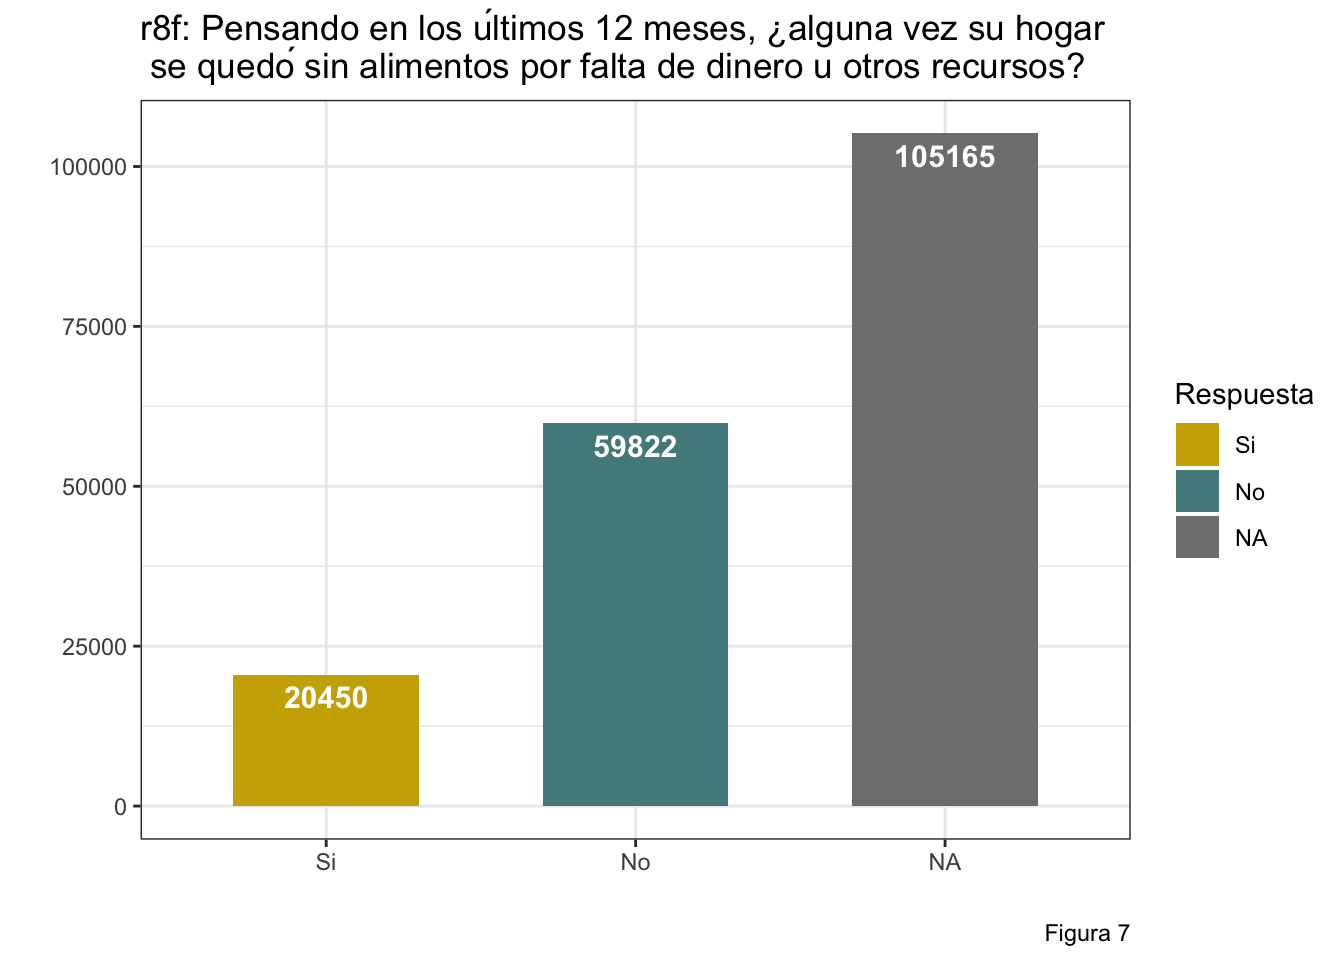 r8f: Pensando en los últimos 12 meses, ¿alguna vez su hogar
se quedó sin alimentos por falta de dinero u otros recursos?
100000
75000
50000
25000
0
20450
59822
105165
Si
No
NA
Respuesta
Si
No
NA
Figura 7